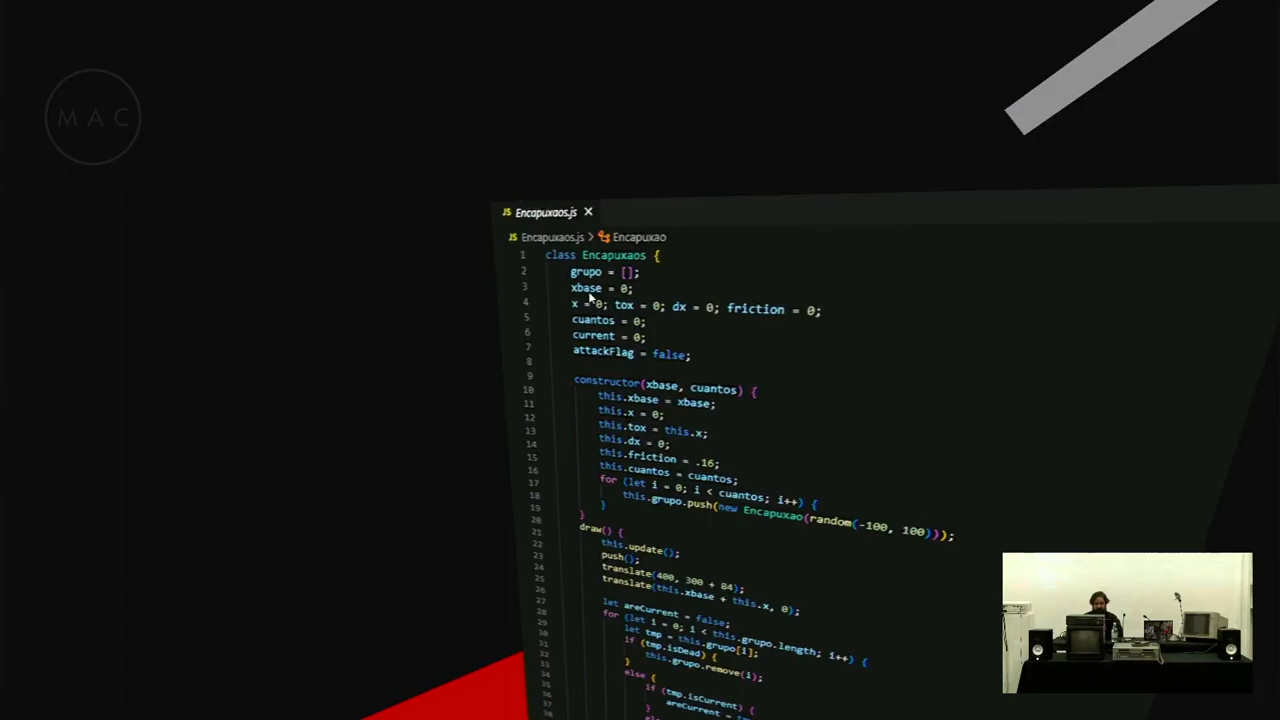 MAC
JS Encapuxaos.js ×
JS Encapuxaos.js > Encapuxao
1 class Encapuxaos {
2 grupo = [];
3 xbase = 0;
4 x = 0; tox = 0; dx = 0; friction = 0;
5 cuantos = 0;
6 current = 0;
7 attackFlag = false;
8
9 constructor(xbase, cuantos) {
10 this.xbase = xbase;
11 this.x = 0;
12 this.tox = this.x;
13 this.dx = 0;
14 this.friction = .16;
15 this.cuantos = cuantos;
16 for (let i = 0; i < cuantos; i++) {
17 this.grupo.push(new Encapuxao(random(-100, 100)));
18 }
19 }
20 draw() {
21 this.update();
22 push();
23 translate(400, 300 + 84);
24 translate(this.xbase + this.x, 0);
25
26 let areCurrent = false;
27 for (let i = 0; i < this.grupo.length; i++) {
28 let tmp = this.grupo[i];
29 if (tmp.isDead) {
30 this.grupo.remove(i);
31 }
32 else {
33 if (tmp.isCurrent) {
34 areCurrent =
35 }